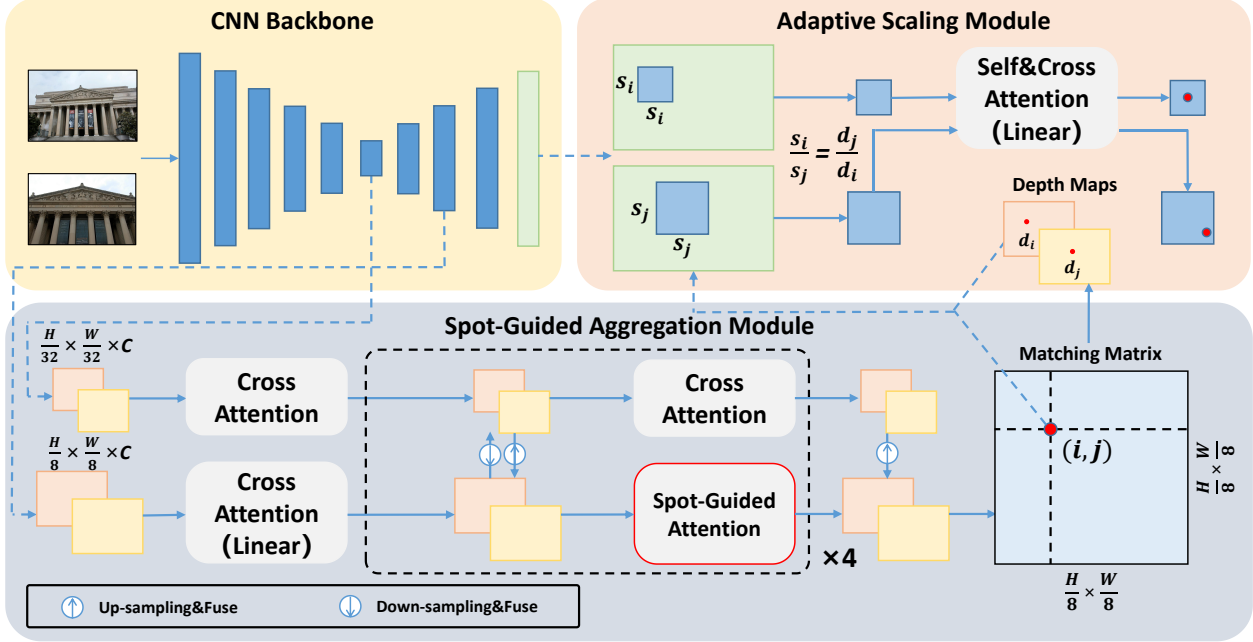 CNN Backbone
Adaptive Scaling Module
s_i
s_i
s_i/s_j = d_j/d_i
s_j
s_j
Self&Cross
Attention
(Linear)
Depth Maps
d_i
d_j
Spot-Guided Aggregation Module
H/32 × W/32 ×C
Cross
Attention
Cross
Attention
H/8 × W/8 ×C
Cross
Attention
(Linear)
Spot-Guided
Attention
×4
Matching Matrix
(i,j)
H/8 × W/8
H/8 × W/8
Up-sampling&Fuse
Down-sampling&Fuse